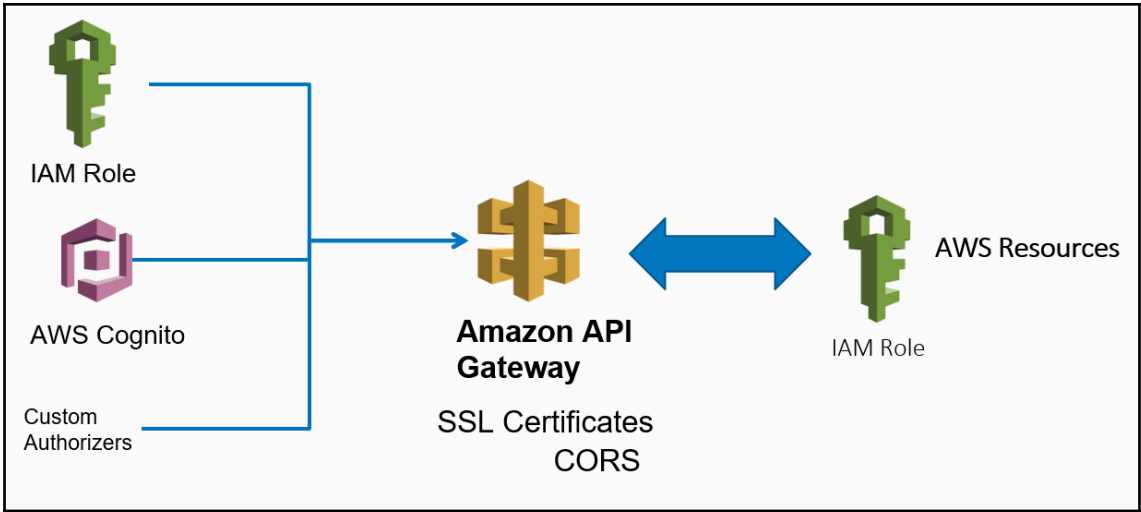 IAM Role
AWS Cognito
Custom
Authorizers
Amazon API
Gateway
SSL Certificates
CORS
IAM Role
AWS Resources